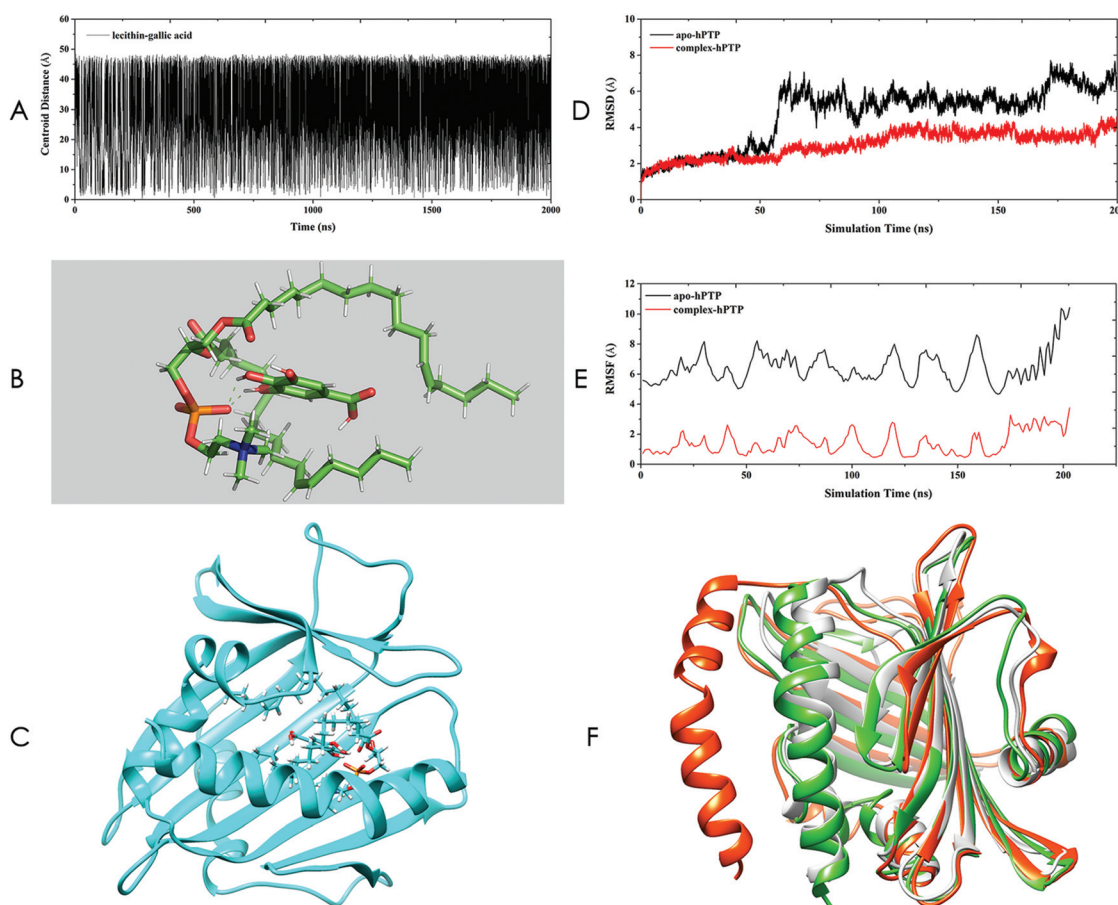 A
60
50
40
30
20
10
0
Centroid Distance (Å)
lecithin-gallic acid
0 500 1000 1500 2000
Time (ns)
B
C
D
10
8
6
4
2
0
RMSD (Å)
apo-hPTP
complex-hPTP
0 50 100 150 200
Simulation Time (ns)
E
12
10
8
6
4
2
0
RMSF (Å)
apo-hPTP
complex-hPTP
0 50 100 150 200
Simulation Time (ns)
F